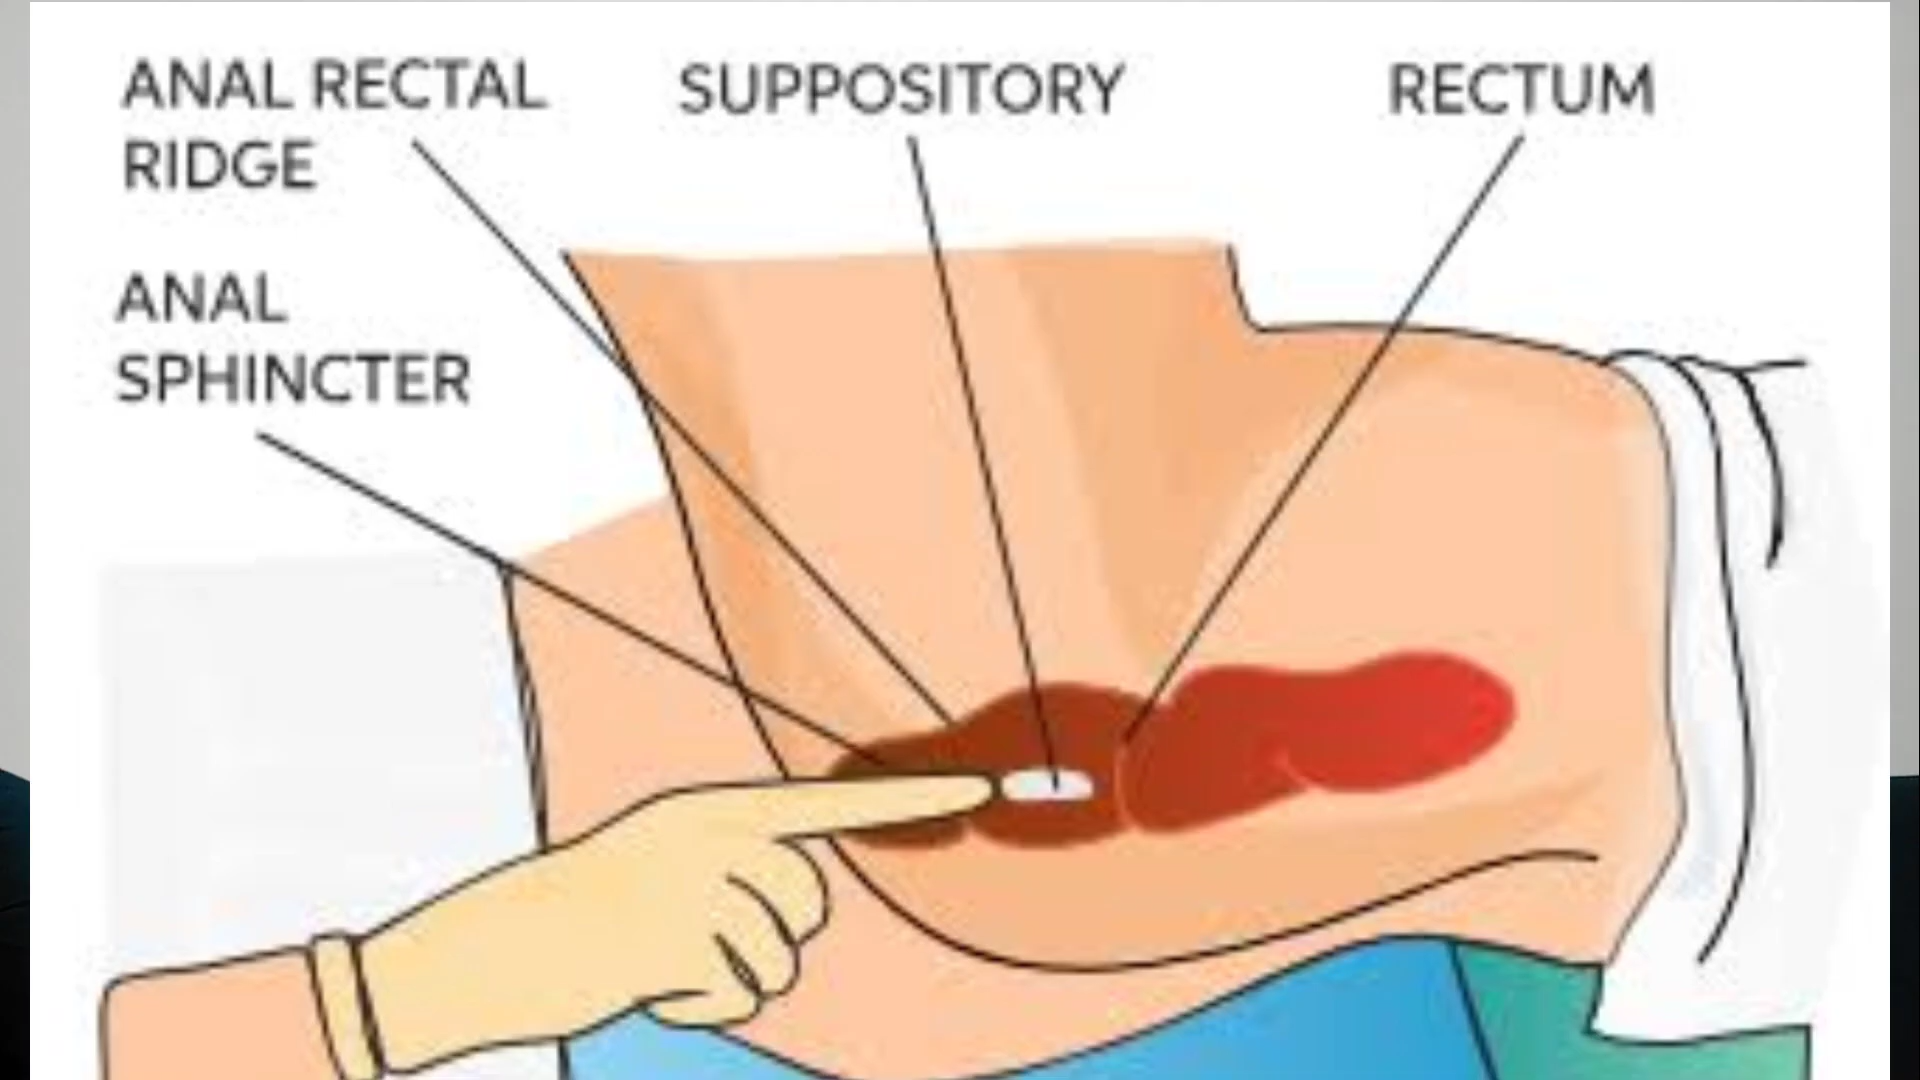 ANAL RECTAL
RIDGE
SUPPOSITORY
RECTUM
ANAL
SPHINCTER